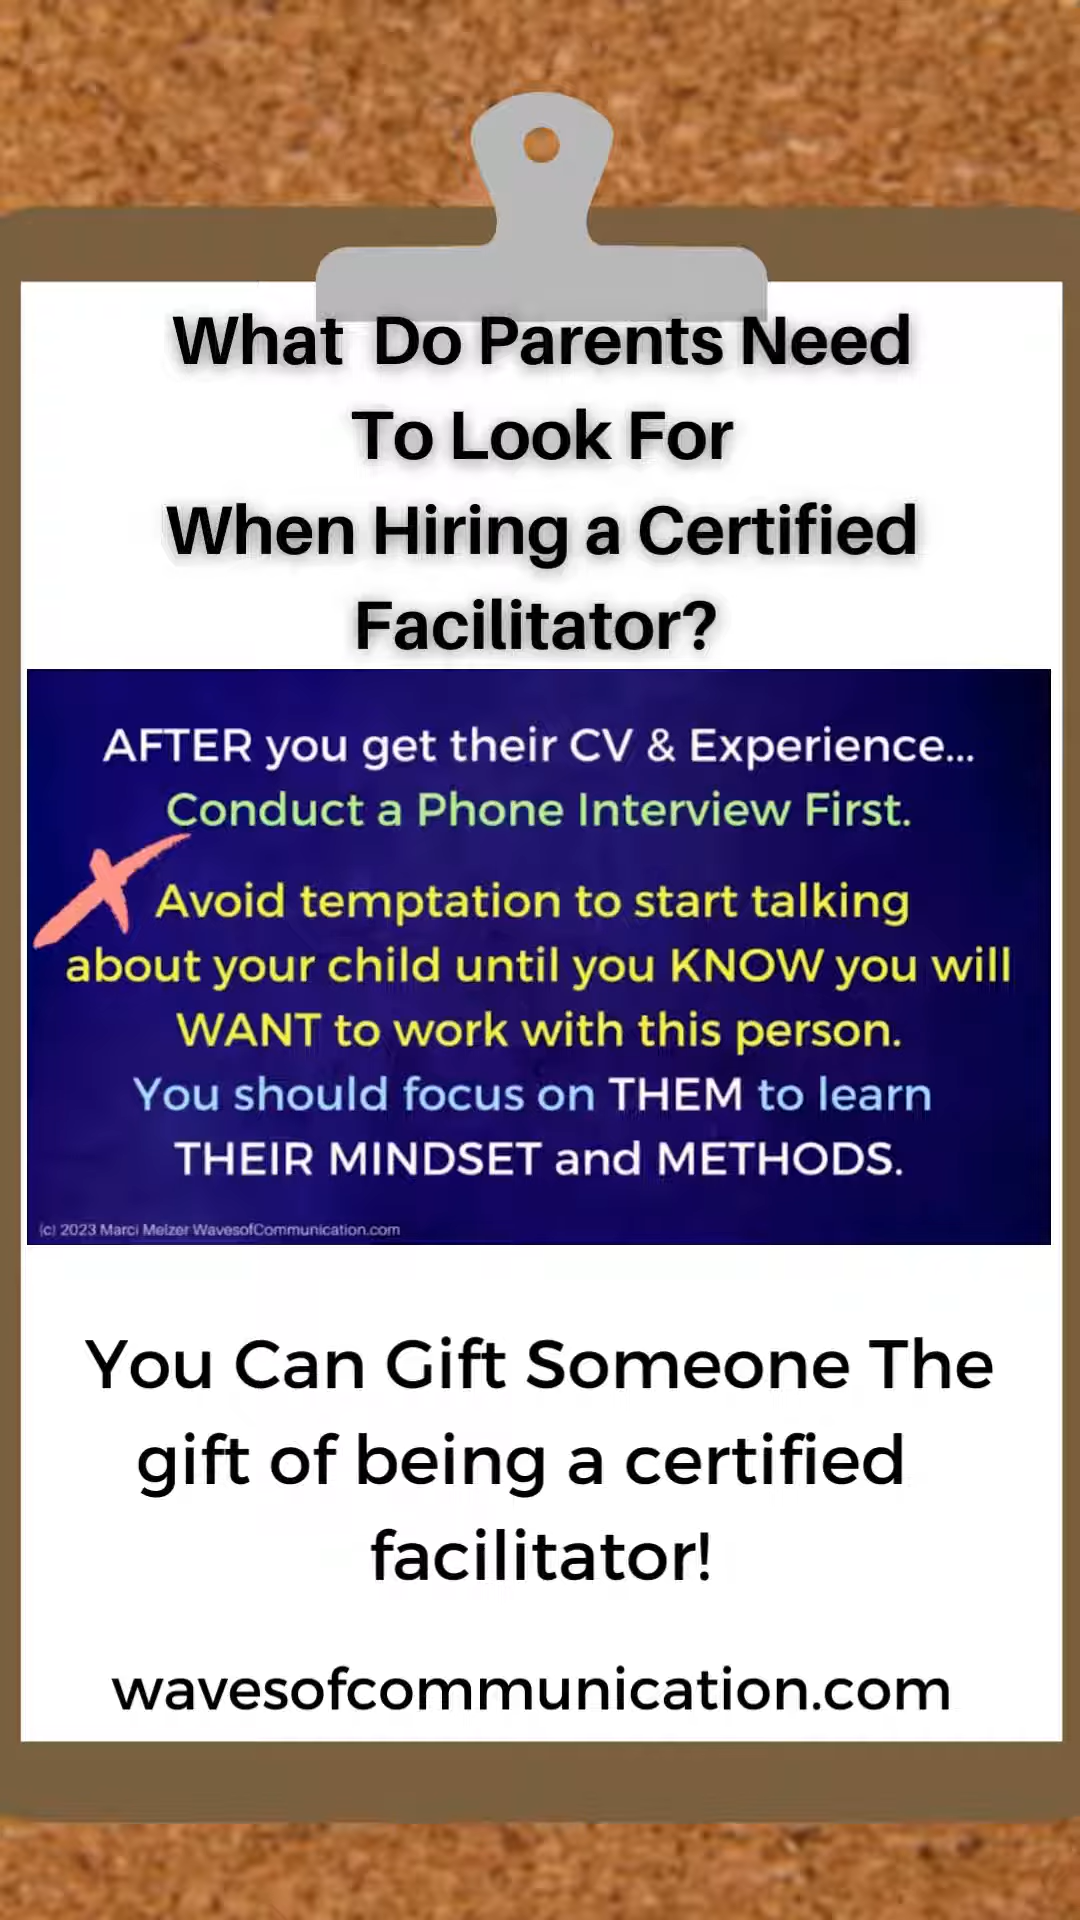 What Do Parents Need
To Look For
When Hiring a Certified
Facilitator?
AFTER you get their CV & Experience...
Conduct a Phone Interview First.
Avoid temptation to start talking
about your child until you KNOW you will
WANT to work with this person.
You should focus on THEM to learn
THEIR MINDSET and METHODS.
(c) 2023 Marci Melzer WavesofCommunication.com
You Can Gift Someone The
gift of being a certified
facilitator!
wavesofcommunication.com